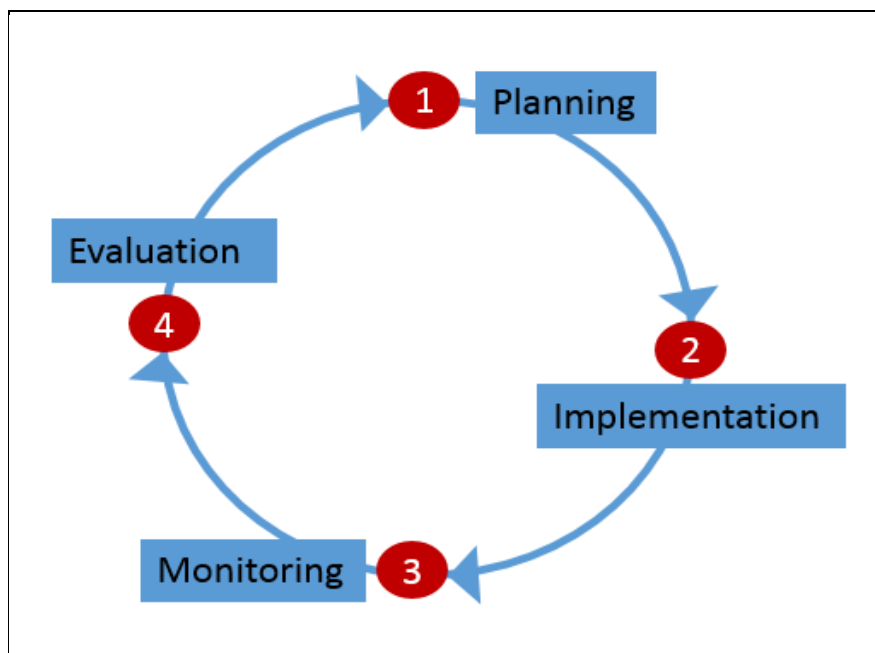 1 Planning
2
Implementation
3
Monitoring
4
Evaluation